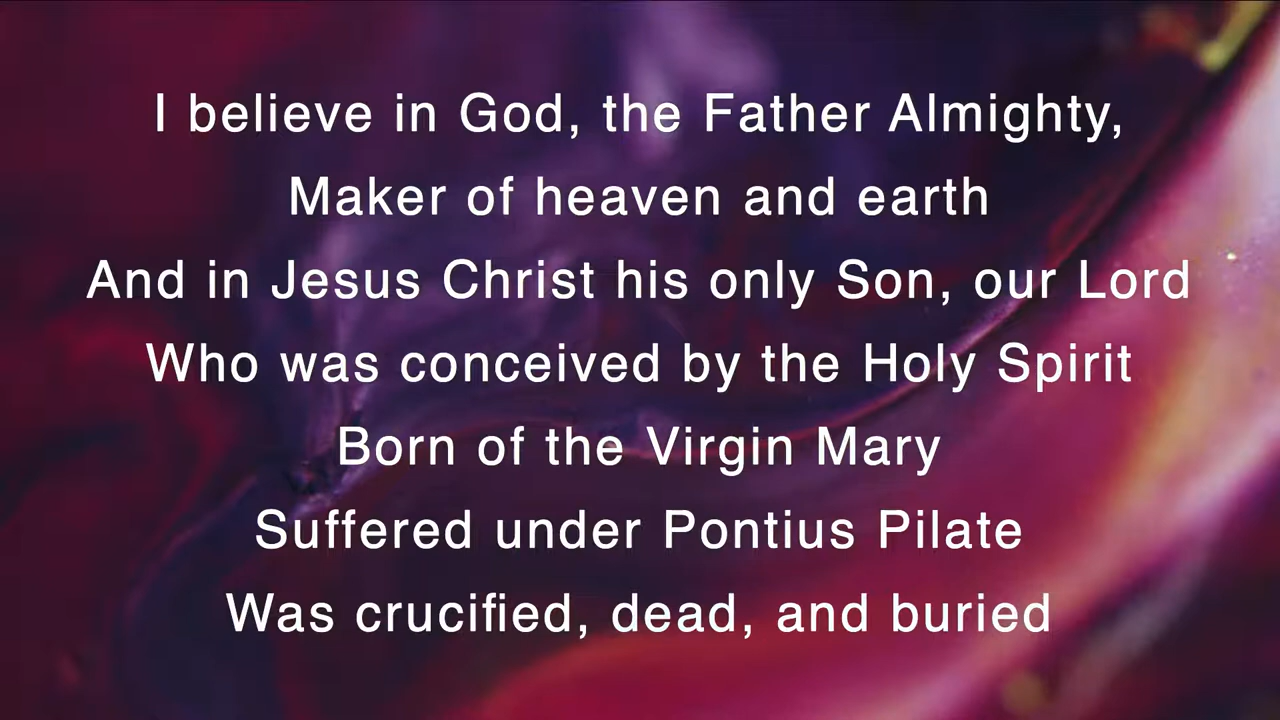 I believe in God, the Father Almighty,
Maker of heaven and earth
And in Jesus Christ his only Son, our Lord
Who was conceived by the Holy Spirit
Born of the Virgin Mary
Suffered under Pontius Pilate
Was crucified, dead, and buried